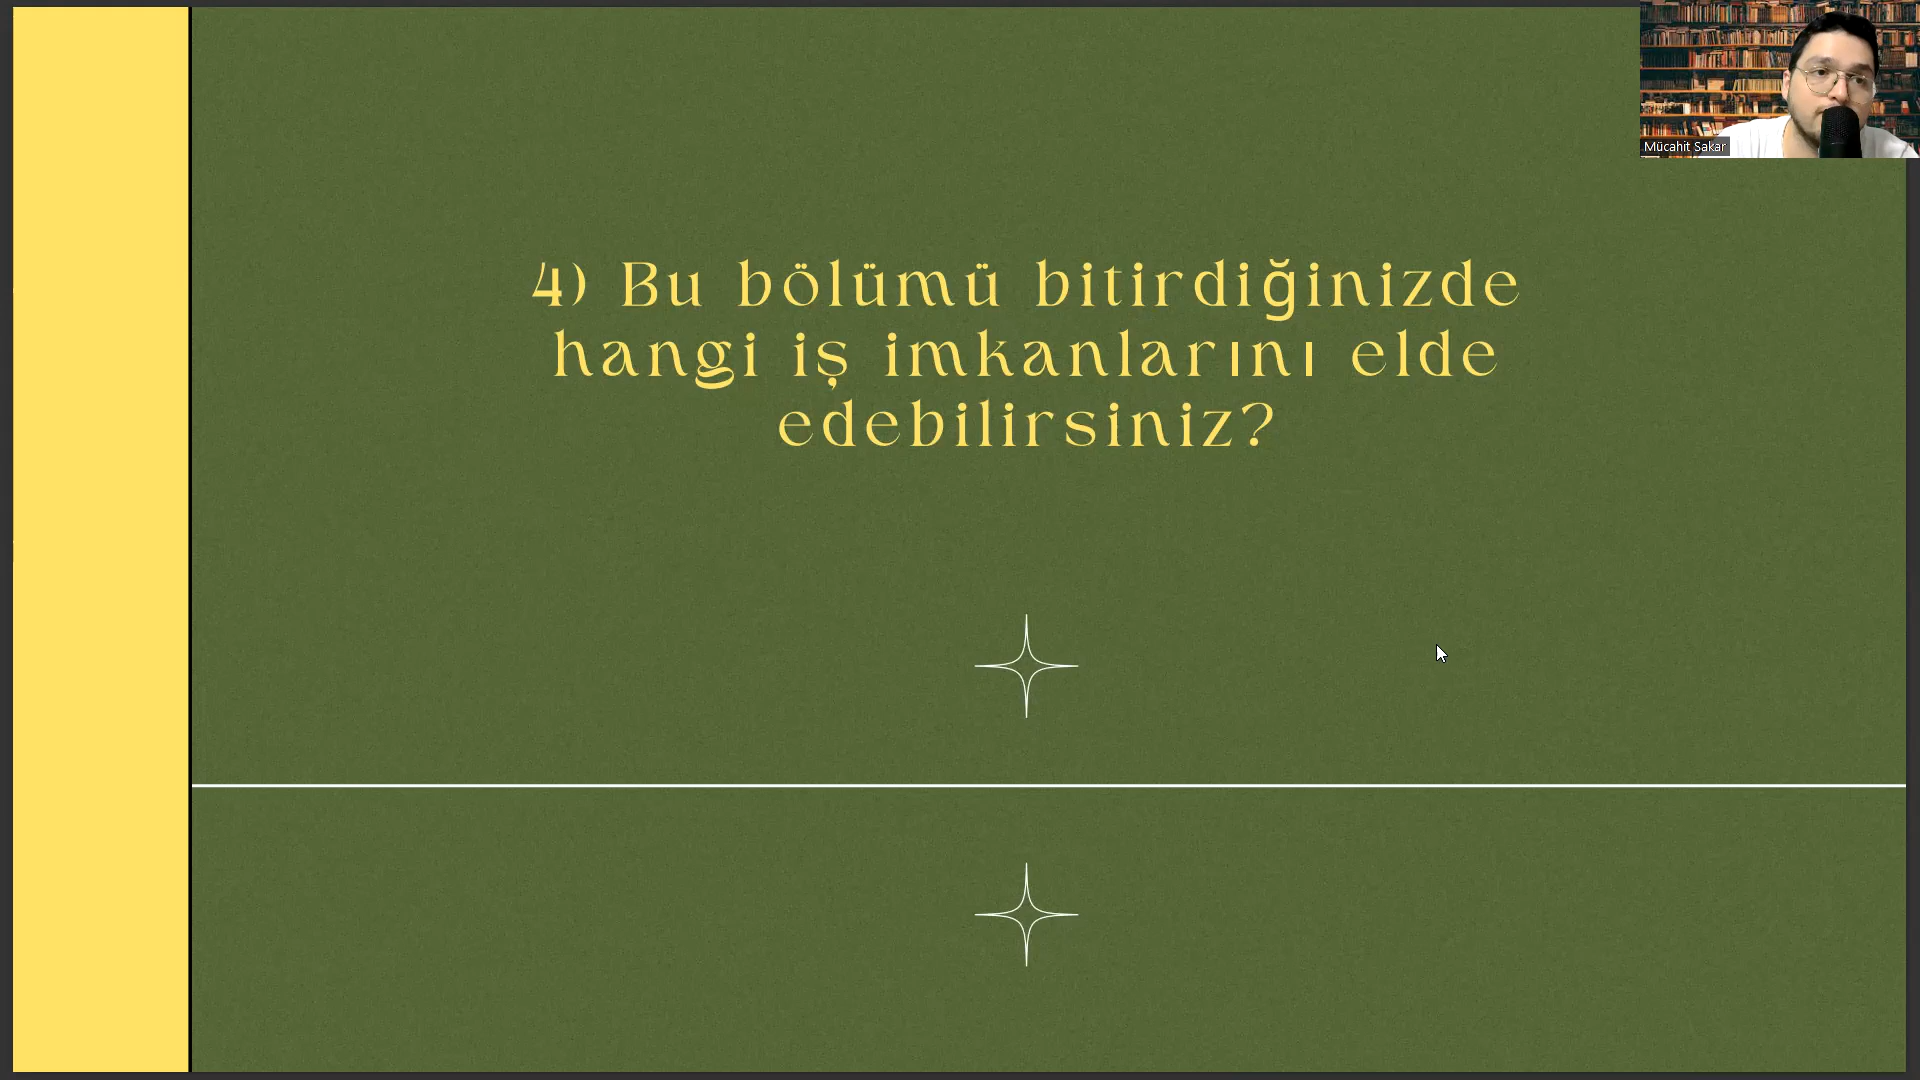 4) Bu bölümü bitirdiğinizde
hangi iş imkanlarını elde
edebilirsiniz?
Mücahit Sakar